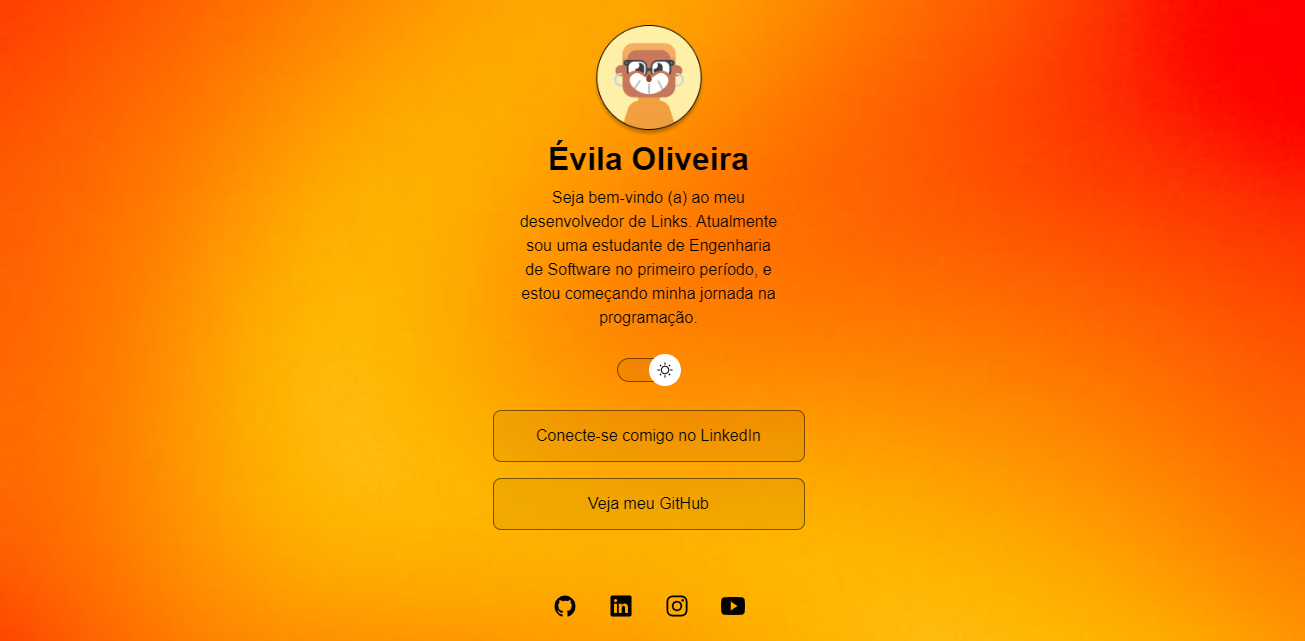 Évila Oliveira
Seja bem-vindo (a) ao meu
desenvolvedor de Links. Atualmente
sou uma estudante de Engenharia
de Software no primeiro período, e
estou começando minha jornada na
programação.
Conecte-se comigo no LinkedIn
Veja meu GitHub
in